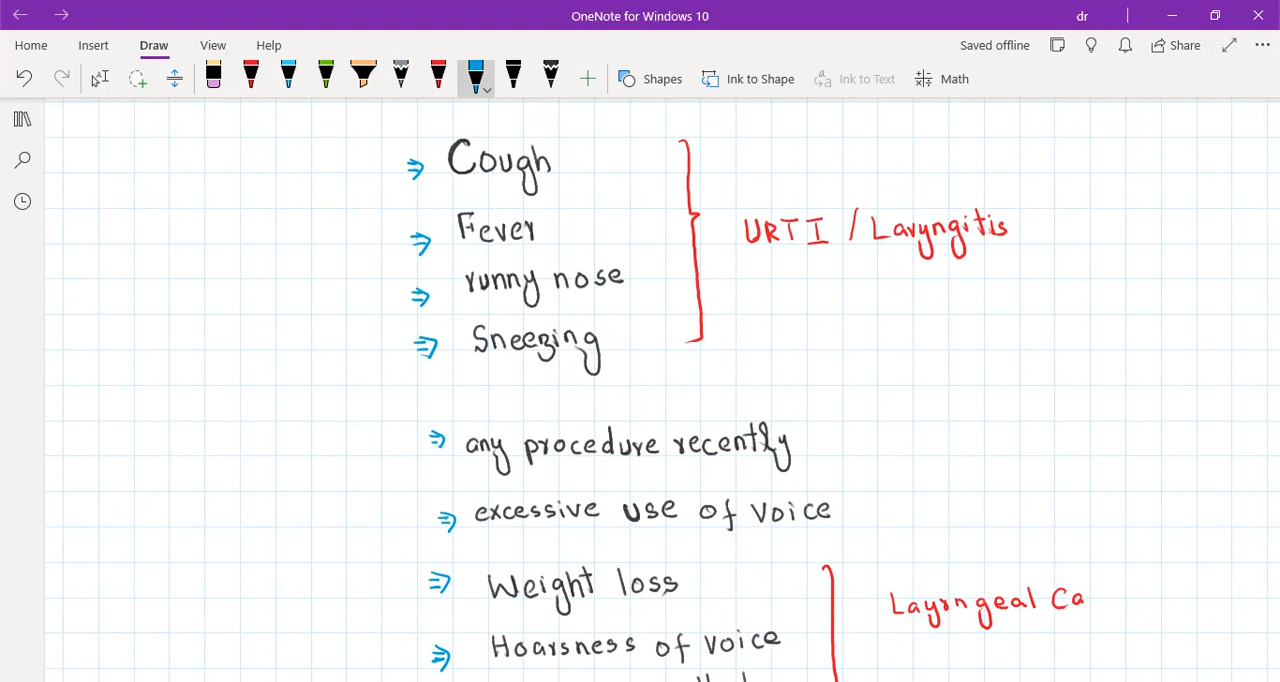 OneNote for Windows 10
dr
Home Insert Draw View Help
Saved offline
Share
Shapes
Ink to Shape
Ink to Text
Math
⇒ Cough
⇒ Fever
⇒ runny nose
⇒ Sneezing
URTI / Laryngitis
⇒ any procedure recently
⇒ excessive use of voice
⇒ Weight loss
⇒ Hoarsness of voice
Layrngeal Ca